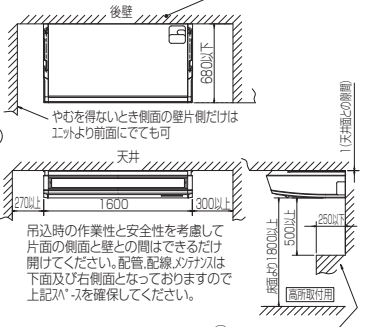 後壁
680以下
やむを得ないとき側面の壁片側だけは
ユニットより前面にでても可
天井
1(天井面との隙間)
270以上
1600
300以上
250以下
500以上
床面より1800以上
吊込時の作業性と安全性を考慮して
片面の側面と壁との間はできるだけ
開けてください。配管,配線,メンテナンスは
下面及び右側面となっておりますので
上記スペースを確保してください。
高所取付用